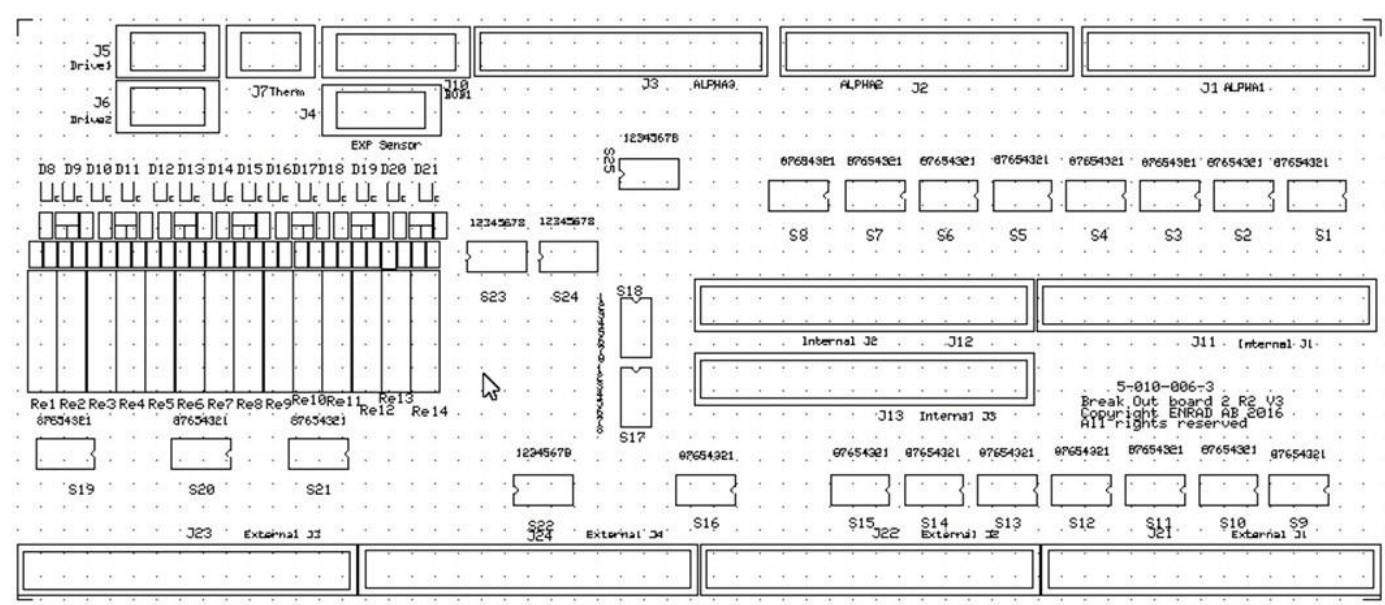 J5
Drive1
J6
Drive2
J7 Therm
J10
BOB1
J4
EXP Sensor
J3 ALPHA3
ALPHA2 J2
J1 ALPHA1
12345678
S25
87654321 87654321 87654321 87654321 87654321 87654321 87654321 87654321
S8 S7 S6 S5 S4 S3 S2 S1
D8 D9 D10 D11 D12 D13 D14 D15 D16 D17 D18 D19 D20 D21
12345678 12345678
S23 S24
S18
S17
Internal J2 J12
J11 Internal J1
J13 Internal J3
5-010-006-3
Break Out board 2 R2 V3
Copyright ENRAD AB 2016
All rights reserved
Re1 Re2 Re3 Re4 Re5 Re6 Re7 Re8 Re9 Re10 Re11 Re12 Re13 Re14
87654321 87654321 87654321
S19 S20 S21
12345678
S22
87654321
S16
87654321 87654321 87654321 87654321 87654321 87654321 87654321
S15 S14 S13 S12 S11 S10 S9
J23 External J3
J24 External J4
J22 External J2
J21 External J1